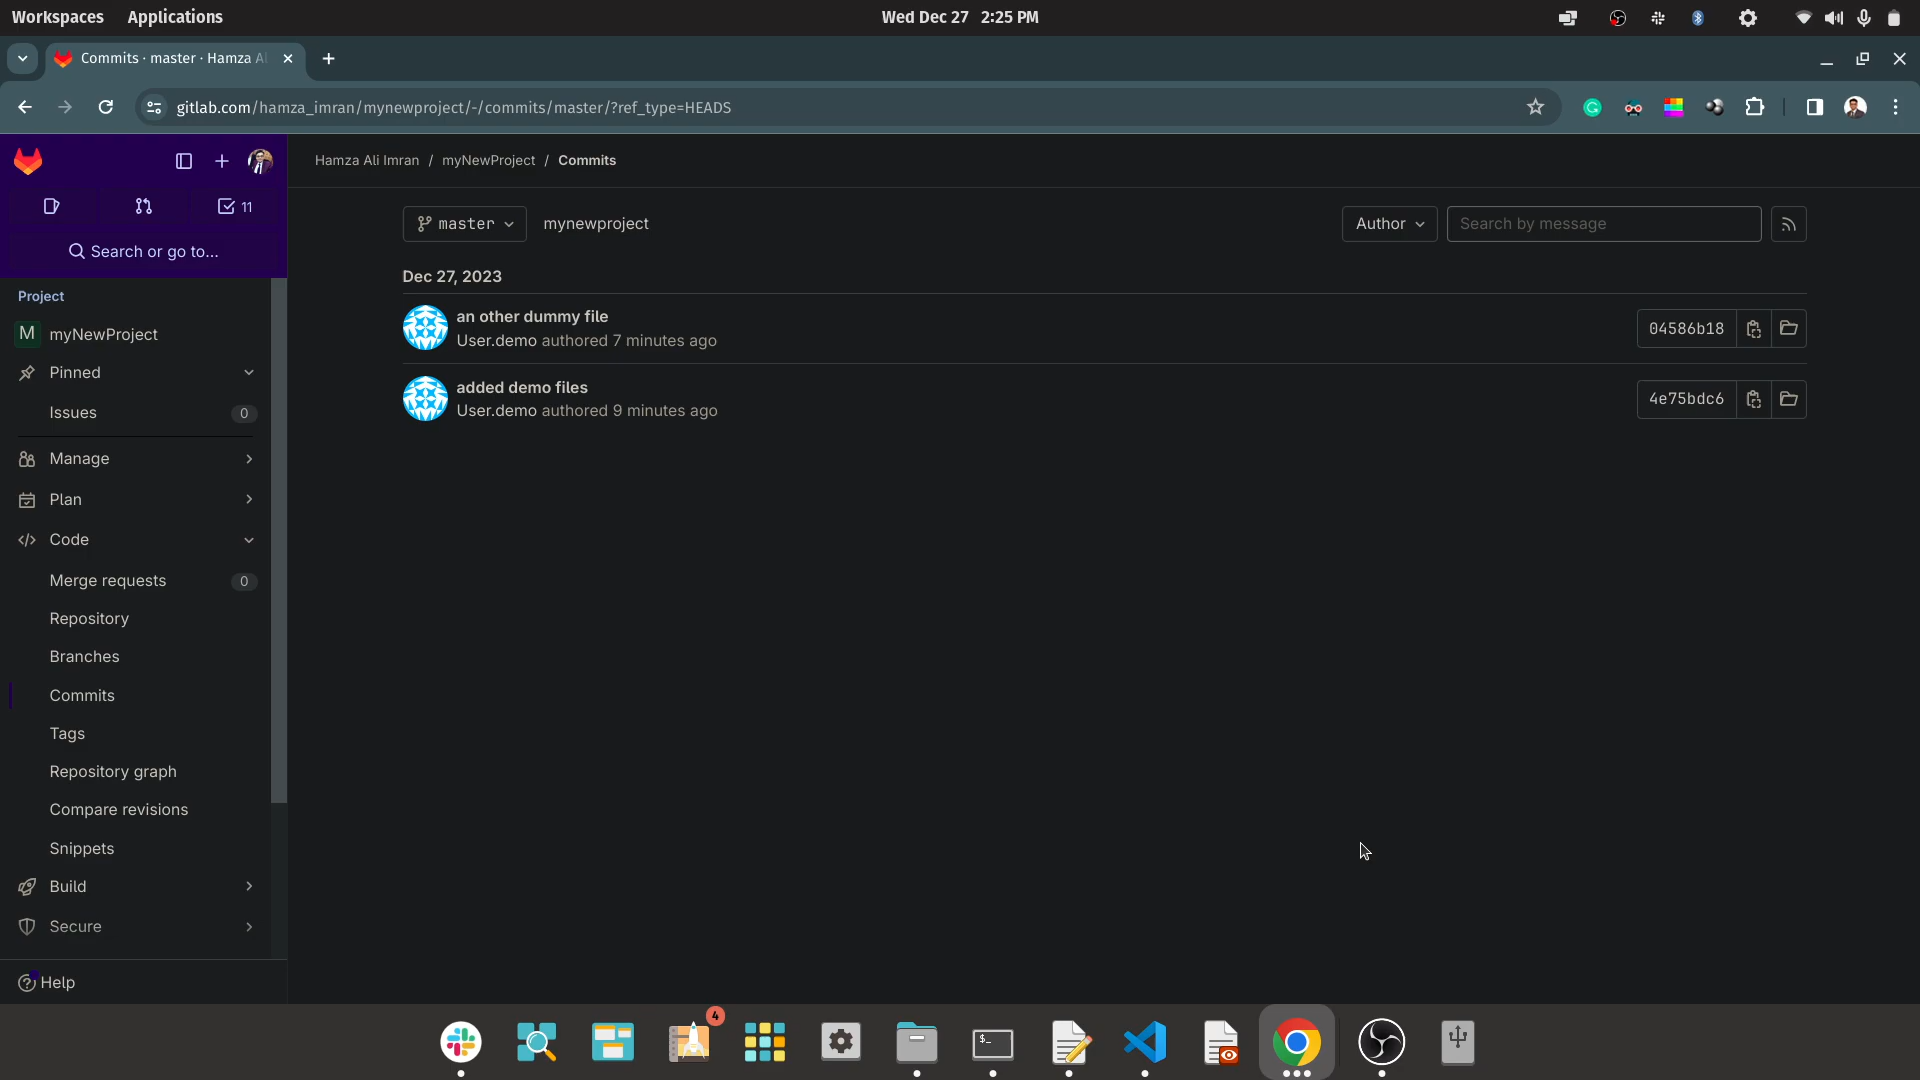 Workspaces Applications Wed Dec 27 2:25 PM
Commits · master · Hamza Al
gitlab.com/hamza_imran/mynewproject/-/commits/master/?ref_type=HEADS
Hamza Ali Imran / myNewProject / Commits
11
Search or go to...
master mynewproject Author Search by message
Dec 27, 2023
an other dummy file
User.demo authored 7 minutes ago
04586b18
added demo files
User.demo authored 9 minutes ago
4e75bdc6
Project
M myNewProject
Pinned
Issues 0
Manage
Plan
Code
Merge requests 0
Repository
Branches
Commits
Tags
Repository graph
Compare revisions
Snippets
Build
Secure
Help
4
$_